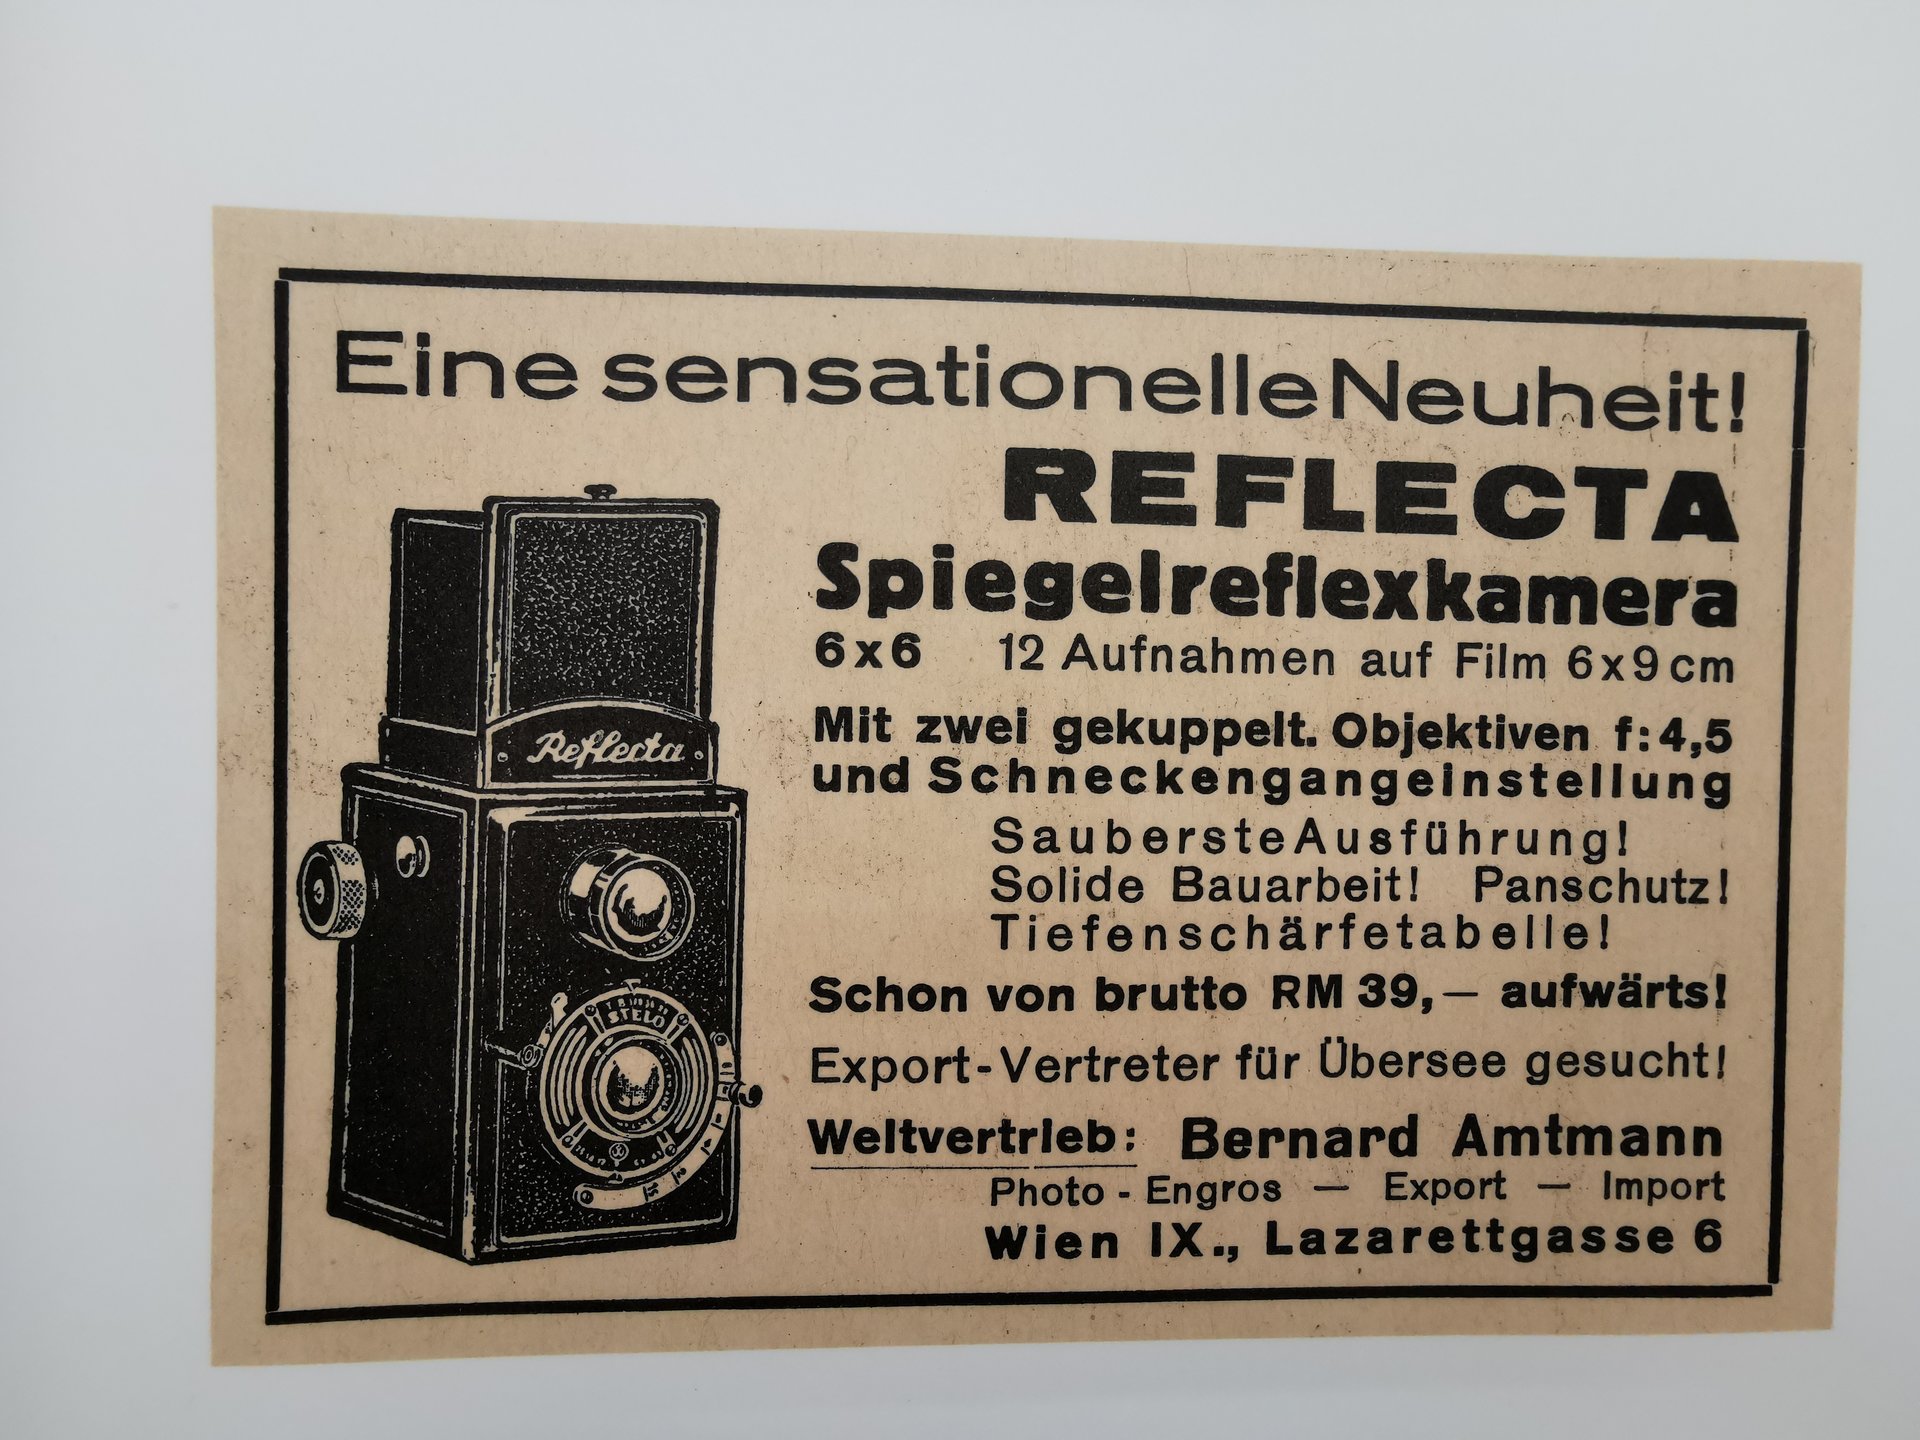 Eine sensationelle Neuheit!
REFLECTA
Spiegelreflexkamera
6x6 12 Aufnahmen auf Film 6x9 cm
Mit zwei gekuppelt. Objektiven f:4,5
und Schneckengangeinstellung
Sauberste Ausführung!
Solide Bauarbeit! Panschutz!
Tiefenschärfetabelle!
Schon von brutto RM 39,— aufwärts!
Export-Vertreter für Übersee gesucht!
Weltvertrieb: Bernard Amtmann
Photo - Engros — Export — Import
Wien IX., Lazarettgasse 6
Reflecta
STELO